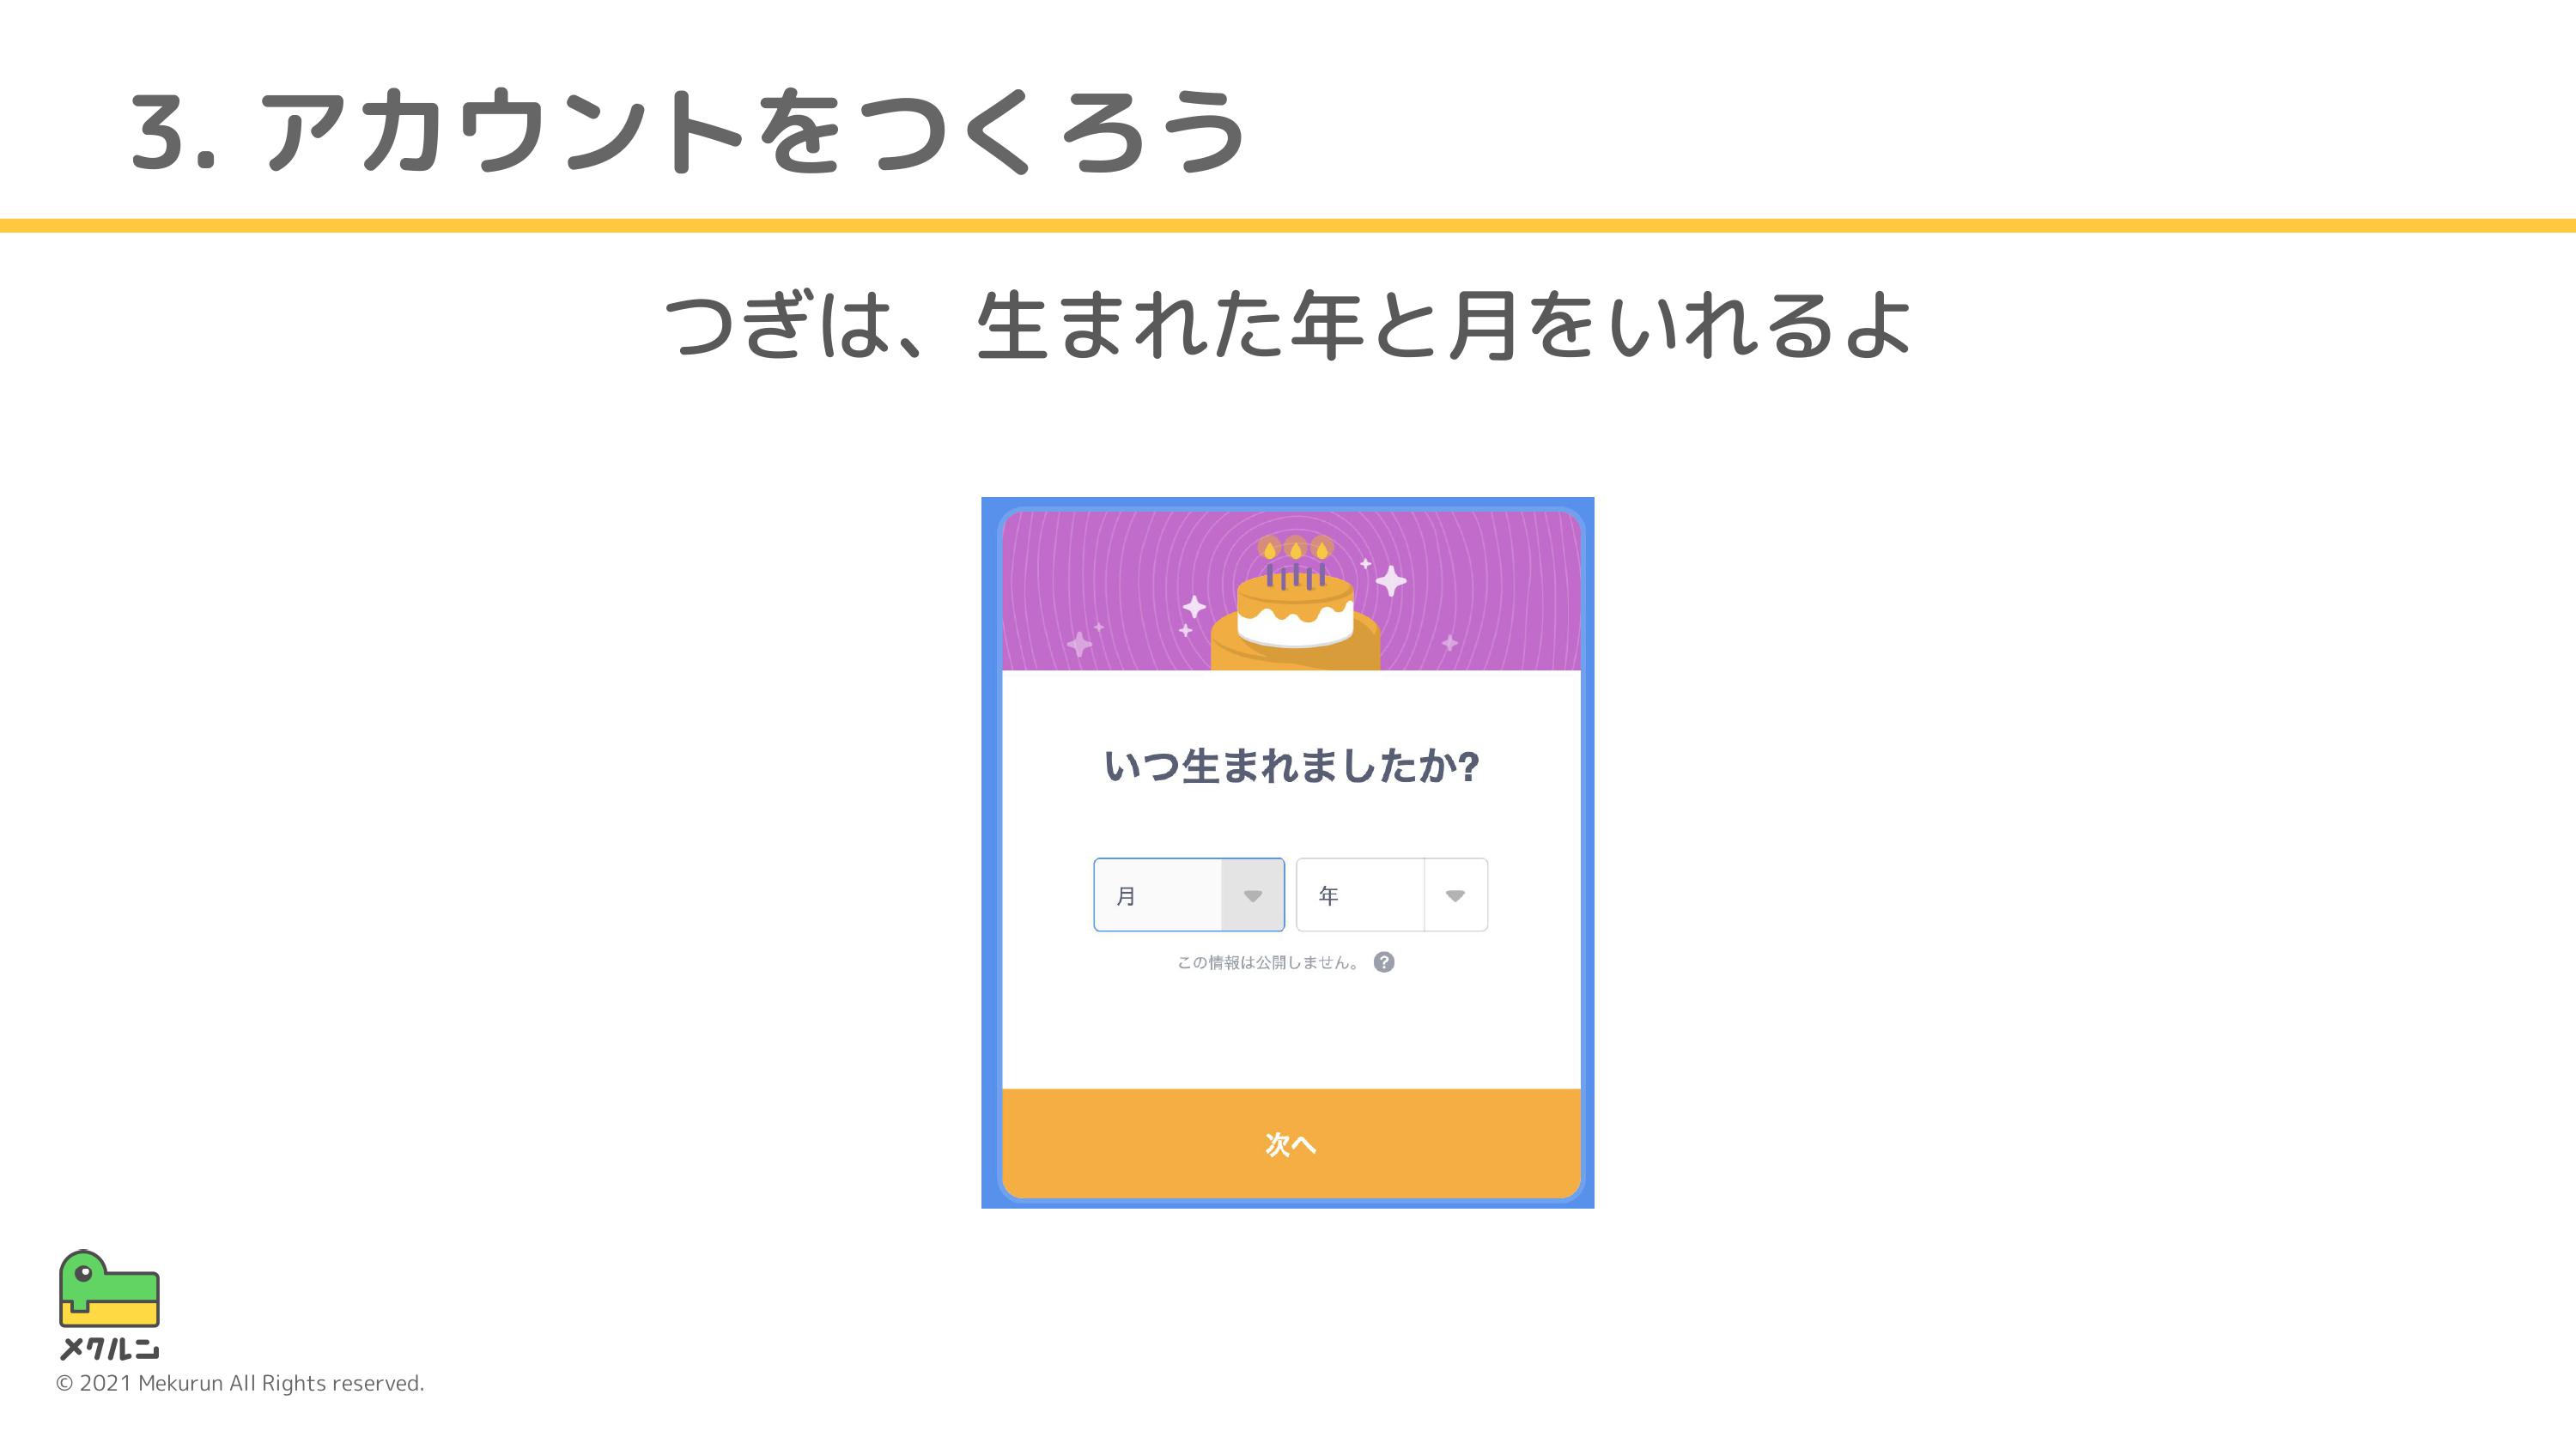 3. アカウントをつくろう
つぎは、生まれた年と月をいれるよ
いつ生まれましたか?
月 年
この情報は公開しません。 ?
次へ
メクルン
© 2021 Mekurun All Rights reserved.